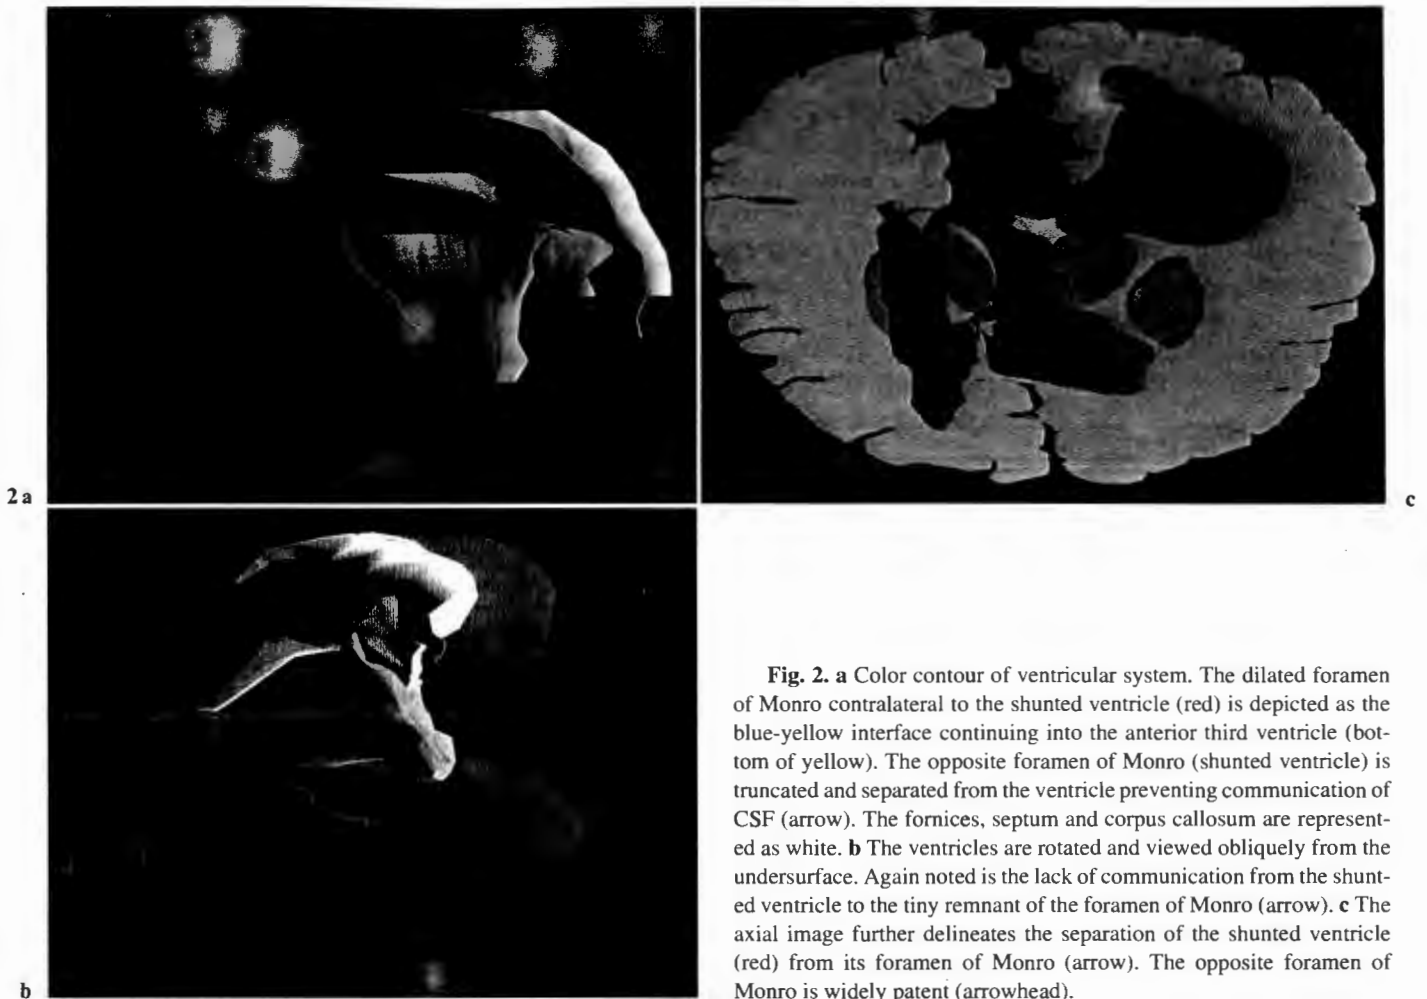 2 a
c
b
Fig. 2. a Color contour of ventricular system. The dilated foramen
of Monro contralateral to the shunted ventricle (red) is depicted as the
blue-yellow interface continuing into the anterior third ventricle (bot-
tom of yellow). The opposite foramen of Monro (shunted ventricle) is
truncated and separated from the ventricle preventing communication of
CSF (arrow). The fornices, septum and corpus callosum are represent-
ed as white. b The ventricles are rotated and viewed obliquely from the
undersurface. Again noted is the lack of communication from the shunt-
ed ventricle to the tiny remnant of the foramen of Monro (arrow). c The
axial image further delineates the separation of the shunted ventricle
(red) from its foramen of Monro (arrow). The opposite foramen of
Monro is widely patent (arrowhead).